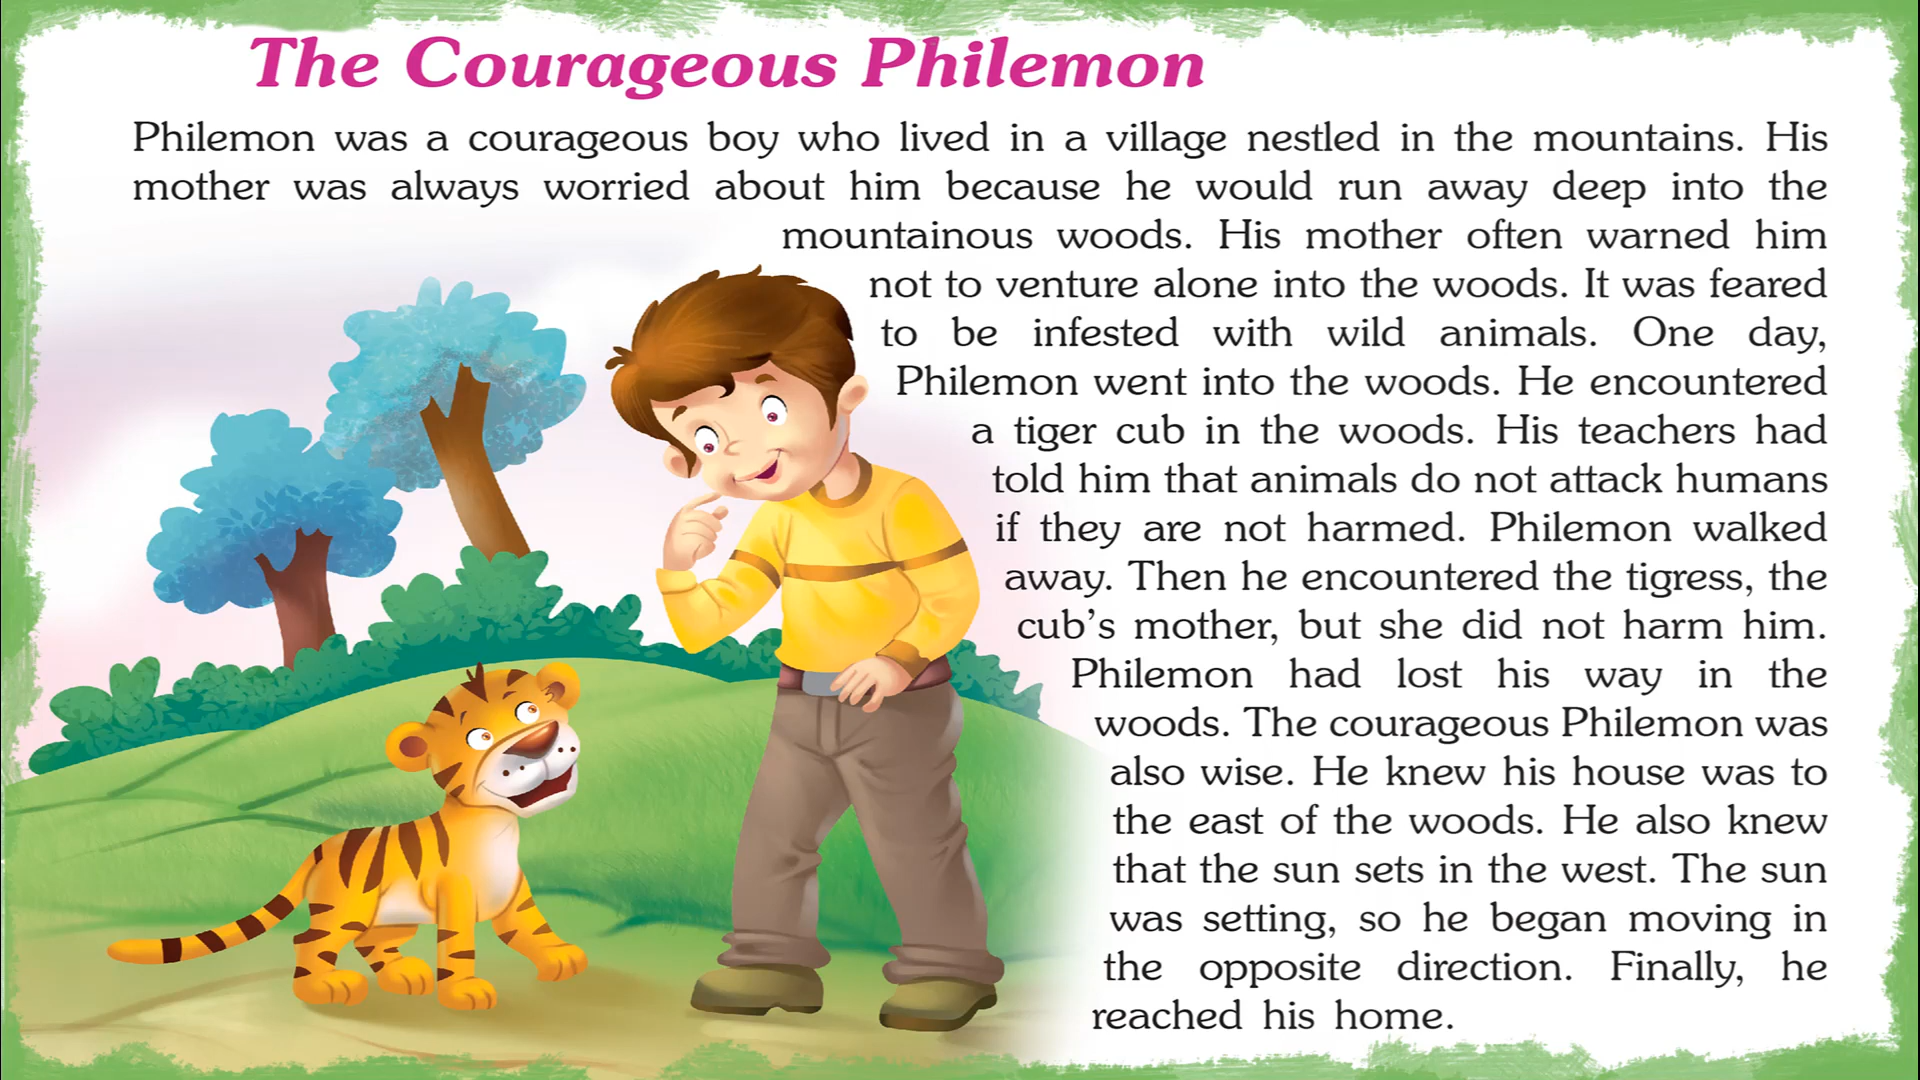 The Courageous Philemon
Philemon was a courageous boy who lived in a village nestled in the mountains. His
mother was always worried about him because he would run away deep into the
mountainous woods. His mother often warned him
not to venture alone into the woods. It was feared
to be infested with wild animals. One day,
Philemon went into the woods. He encountered
a tiger cub in the woods. His teachers had
told him that animals do not attack humans
if they are not harmed. Philemon walked
away. Then he encountered the tigress, the
cub’s mother, but she did not harm him.
Philemon had lost his way in the
woods. The courageous Philemon was
also wise. He knew his house was to
the east of the woods. He also knew
that the sun sets in the west. The sun
was setting, so he began moving in
the opposite direction. Finally, he
reached his home.